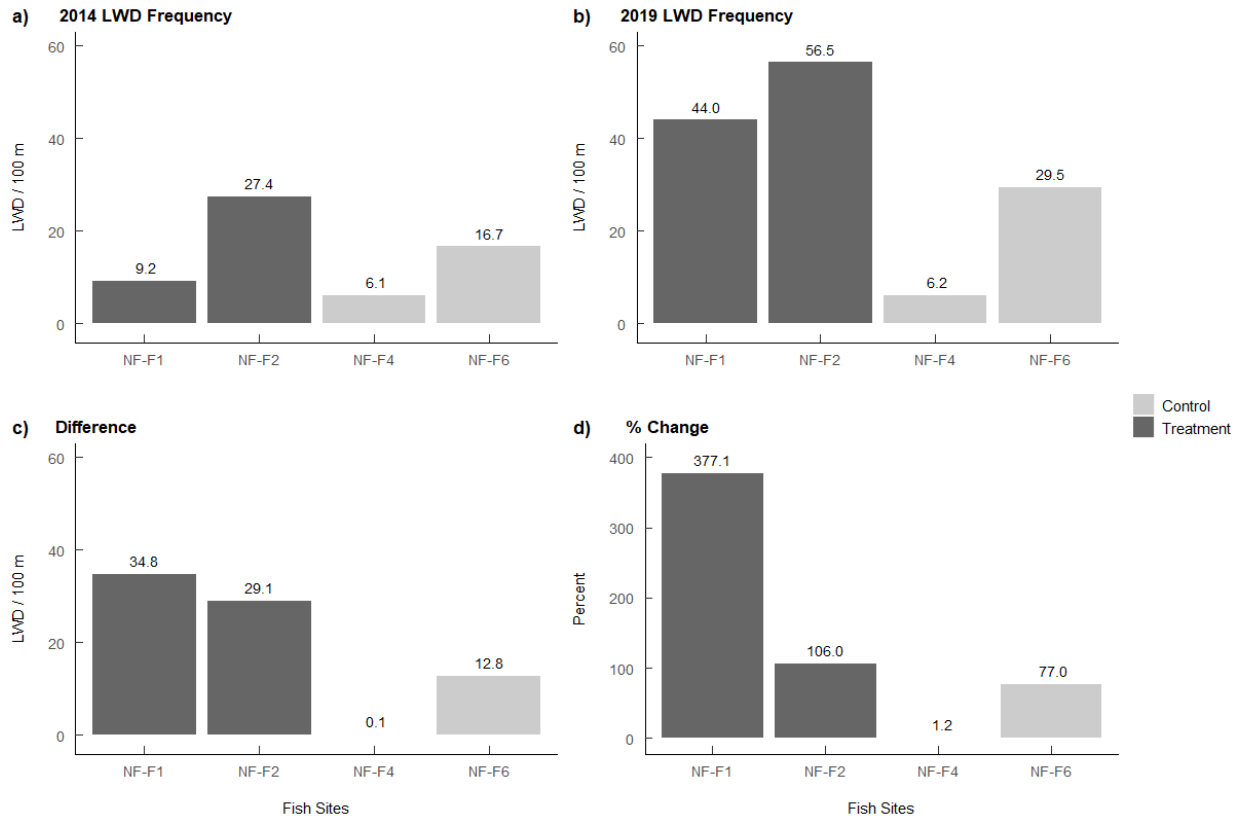 a) 2014 LWD Frequency
60
40
20
0
LWD / 100 m
9.2
27.4
6.1
16.7
NF-F1 NF-F2 NF-F4 NF-F6
b) 2019 LWD Frequency
60
40
20
0
LWD / 100 m
44.0
56.5
6.2
29.5
NF-F1 NF-F2 NF-F4 NF-F6
Control
Treatment
c) Difference
60
40
20
0
LWD / 100 m
34.8
29.1
0.1
12.8
NF-F1 NF-F2 NF-F4 NF-F6
Fish Sites
d) % Change
400
300
200
100
0
Percent
377.1
106.0
1.2
77.0
NF-F1 NF-F2 NF-F4 NF-F6
Fish Sites